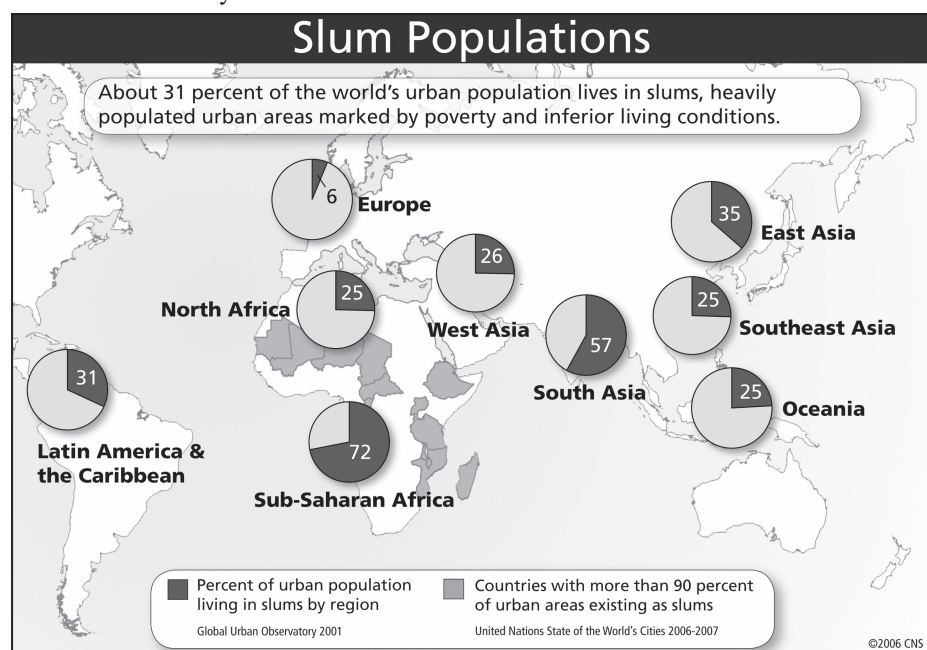 Slum Populations
About 31 percent of the world's urban population lives in slums, heavily
populated urban areas marked by poverty and inferior living conditions.
6
Europe
35
East Asia
26
West Asia
25
North Africa
25
Southeast Asia
57
South Asia
31
Latin America &
the Caribbean
25
Oceania
72
Sub-Saharan Africa
Percent of urban population
living in slums by region
Global Urban Observatory 2001
Countries with more than 90 percent
of urban areas existing as slums
United Nations State of the World's Cities 2006-2007
©2006 CNS